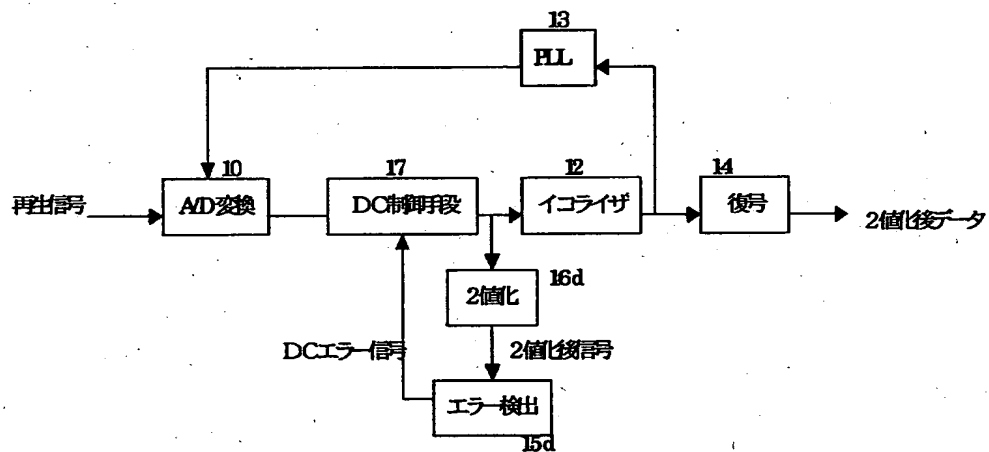 13
PLL
10
17
12
14
再生信号
A/D変換
DC制御手段
イコライザ
復号
2値化後データ
16d
2値化
DCエラー信号
2値化後信号
エラー検出
15d